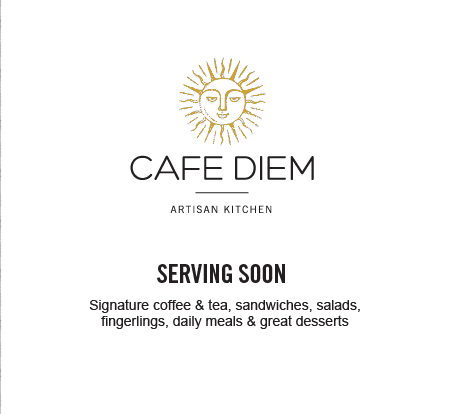 CAFE DIEM
ARTISAN KITCHEN
SERVING SOON
Signature coffee & tea, sandwiches, salads,
fingerlings, daily meals & great desserts